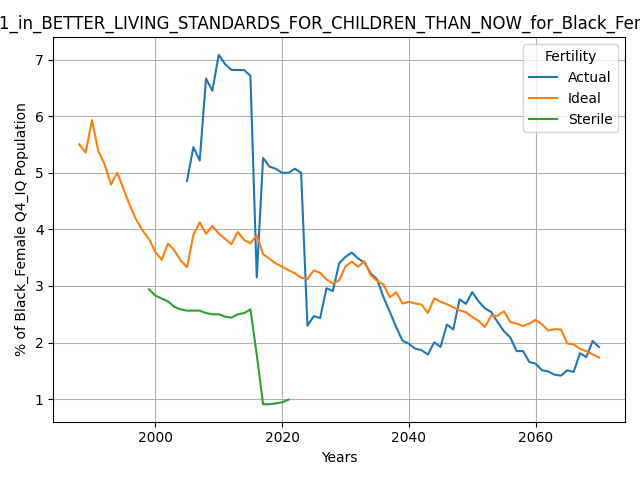 1_in_BETTER_LIVING_STANDARDS_FOR_CHILDREN_THAN_NOW_for_Black_Fer
% of Black_Female Q4_IQ Population
7
6
5
4
3
2
1
Fertility
Actual
Ideal
Sterile
2000 2020 2040 2060
Years